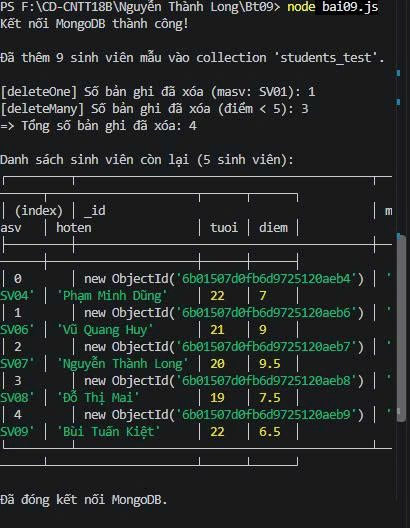 PS F:\CD-CNTT18B\Nguyễn Thành Long\Bt09> node bai09.js
Kết nối MongoDB thành công!
Đã thêm 9 sinh viên mẫu vào collection 'students_test'.
[deleteOne] Số bản ghi đã xóa (masv: SV01): 1
[deleteMany] Số bản ghi đã xóa (điểm < 5): 3
=> Tổng số bản ghi đã xóa: 4
Danh sách sinh viên còn lại (5 sinh viên):
│ (index) │ _id │ m
asv │ hoten │ tuoi │ diem │
│ 0 │ new ObjectId('6b01507d0fb6d9725120aeb4') │ '
SV04' │ 'Phạm Minh Dũng' │ 22 │ 7 │
│ 1 │ new ObjectId('6b01507d0fb6d9725120aeb6') │ '
SV06' │ 'Vũ Quang Huy' │ 21 │ 9 │
│ 2 │ new ObjectId('6b01507d0fb6d9725120aeb7') │ '
SV07' │ 'Nguyễn Thành Long' │ 20 │ 9.5 │
│ 3 │ new ObjectId('6b01507d0fb6d9725120aeb8') │ '
SV08' │ 'Đỗ Thị Mai' │ 19 │ 7.5 │
│ 4 │ new ObjectId('6b01507d0fb6d9725120aeb9') │ '
SV09' │ 'Bùi Tuấn Kiệt' │ 22 │ 6.5 │
Đã đóng kết nối MongoDB.